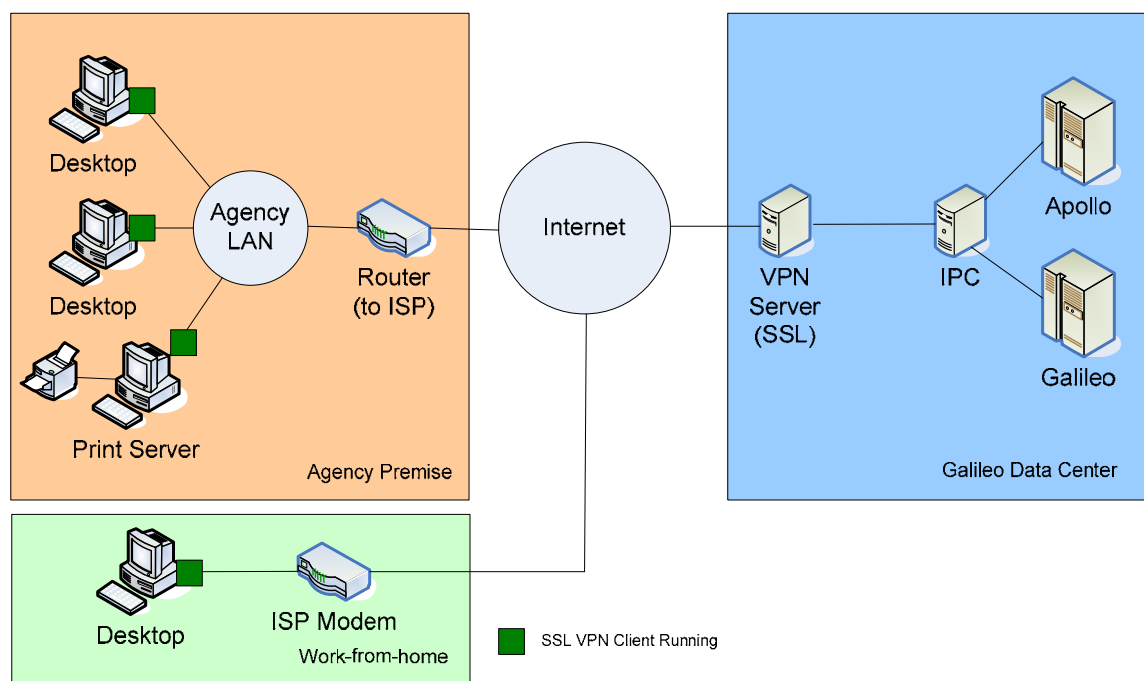 Desktop
Desktop
Agency
LAN
Router
(to ISP)
Print Server
Agency Premise
Internet
VPN
Server
(SSL)
IPC
Apollo
Galileo
Galileo Data Center
Desktop
ISP Modem
Work-from-home
SSL VPN Client Running